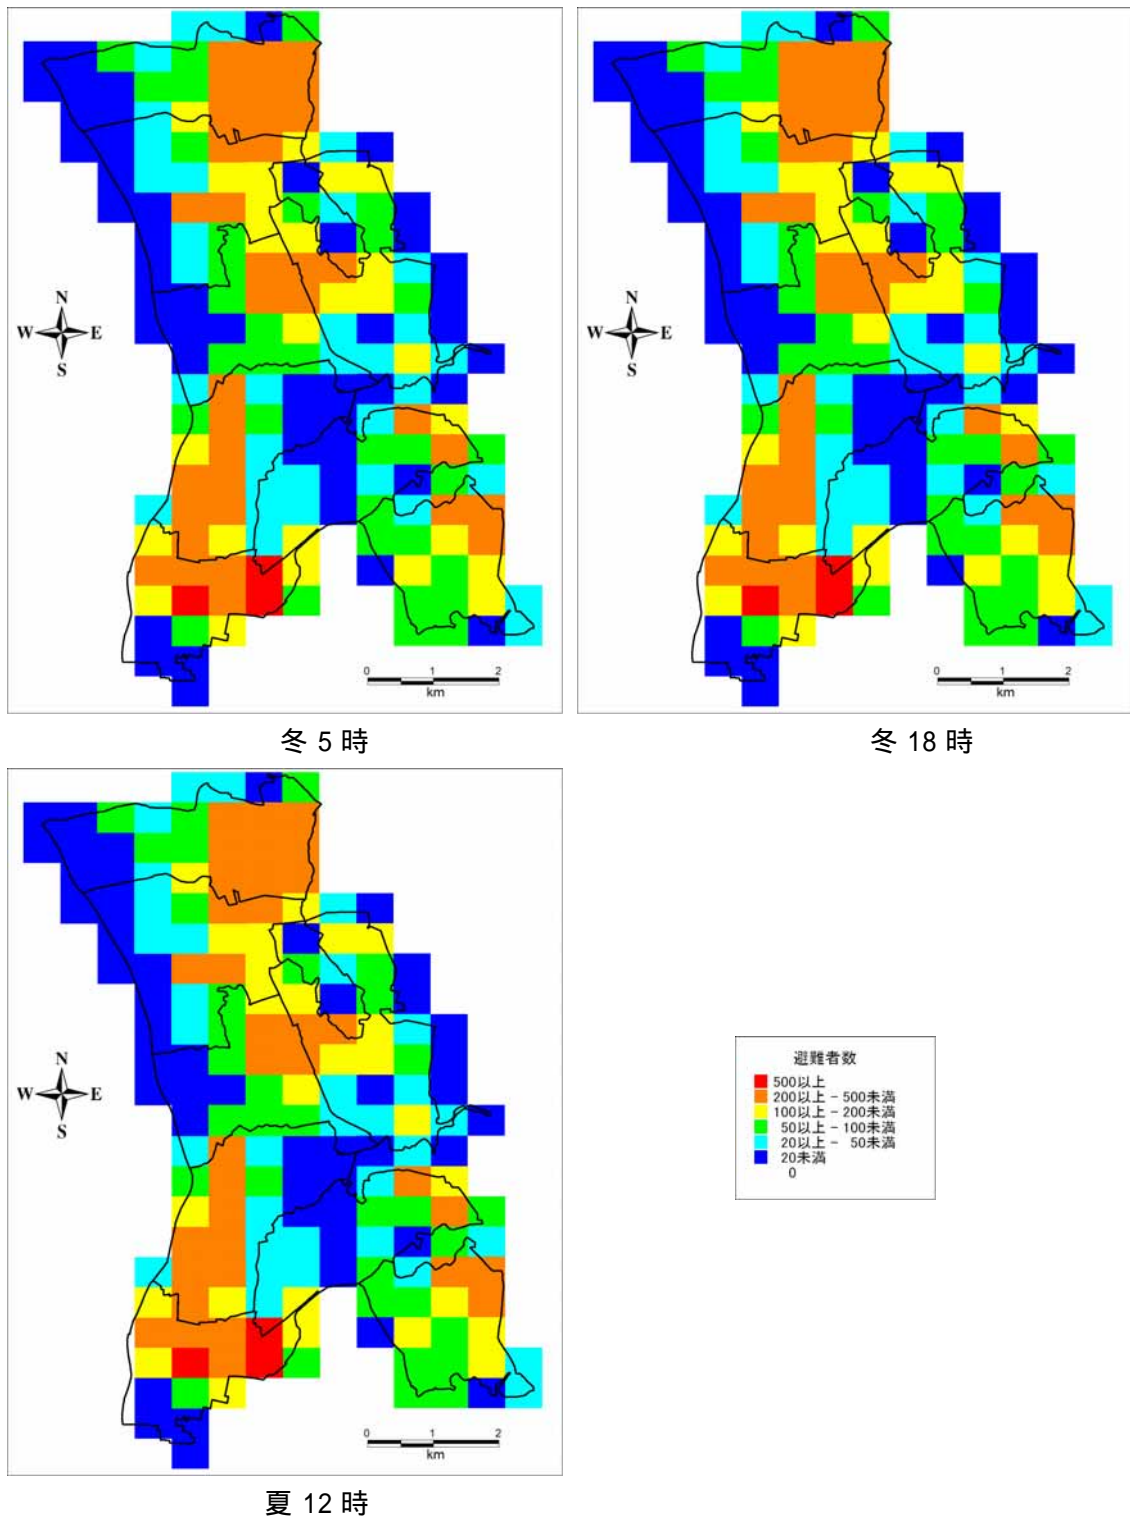 N
W E
S
0 1 2
km
冬 5 時
N
W E
S
0 1 2
km
冬 18 時
N
W E
S
0 1 2
km
夏 12 時
避難者数
500以上
200以上 - 500未満
100以上 - 200未満
50以上 - 100未満
20以上 - 50未満
20未満
0